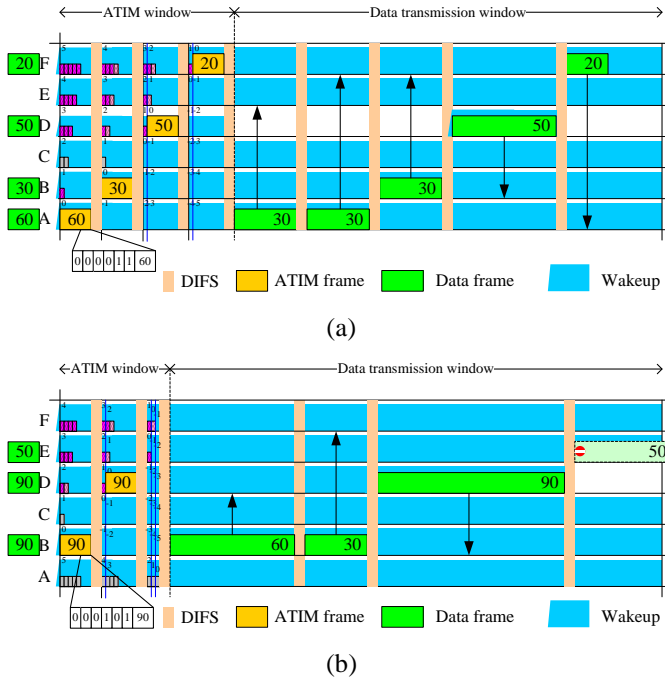 ATIM window Data transmission window
20 F 20 20
E
50 D 50 50
C
30 B 30 30
60 A 60 30 30
0 0 0 0 1 1 60
DIFS ATIM frame Data frame Wakeup
(a)
ATIM window Data transmission window
F
50 E 50
90 D 90 90
C
90 B 90 60 30
A
0 0 0 1 0 1 90
DIFS ATIM frame Data frame Wakeup
(b)